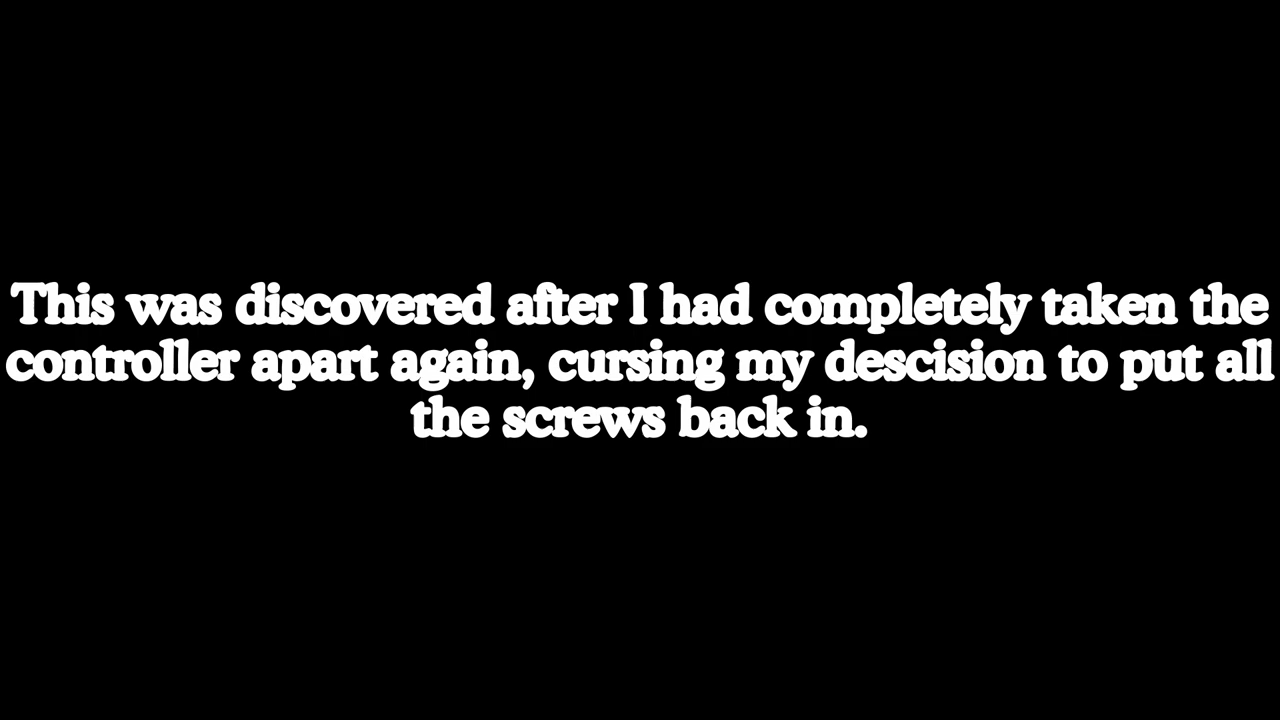 This was discovered after I had completely taken the
controller apart again, cursing my descision to put all
the screws back in.